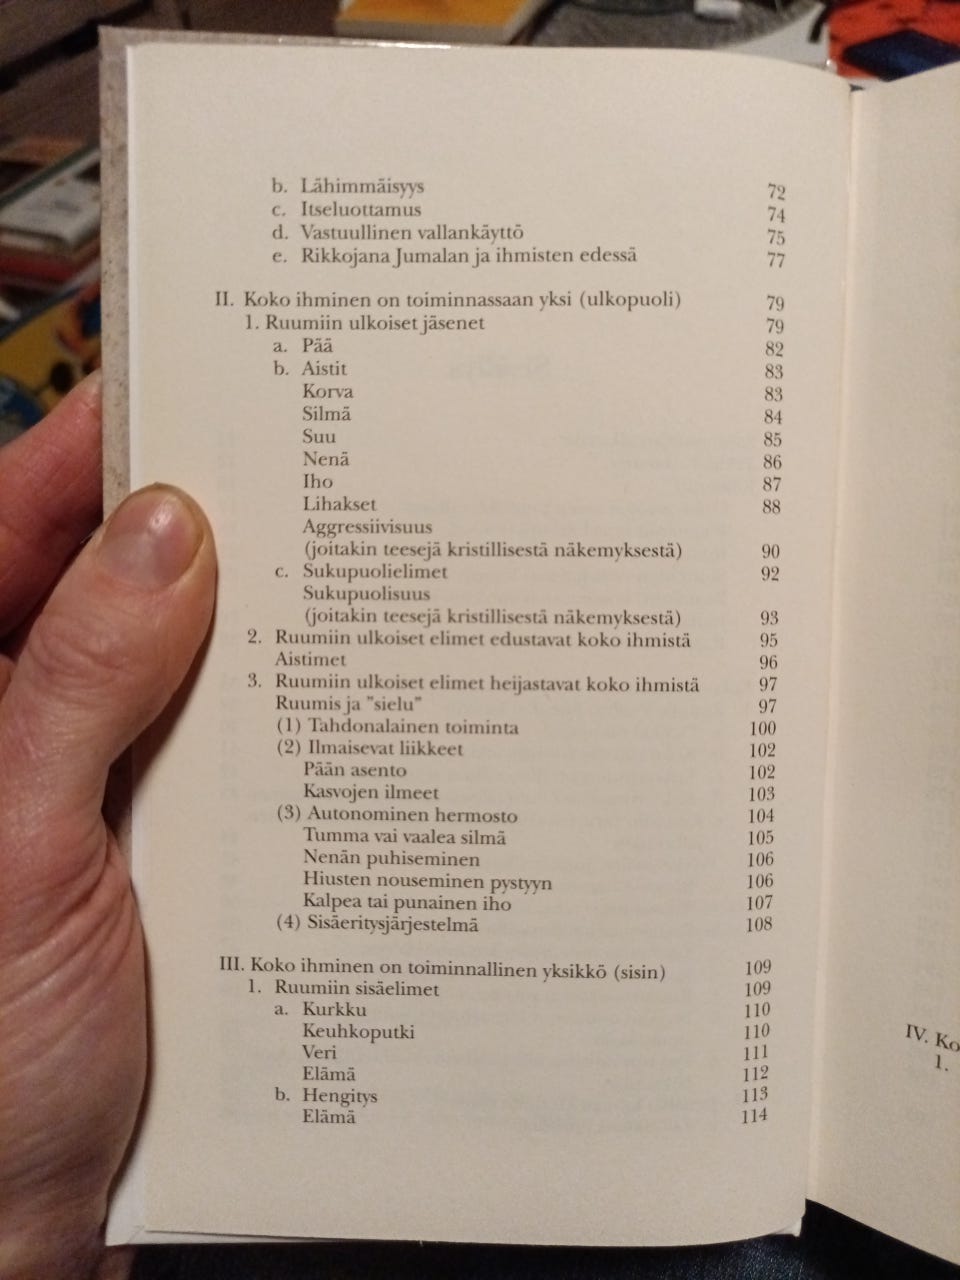 b. Lähimmäisyys 72
c. Itseluottamus 74
d. Vastuullinen vallankäyttö 75
e. Rikkojana Jumalan ja ihmisten edessä 77
II. Koko ihminen on toiminnassaan yksi (ulkopuoli) 79
1. Ruumiin ulkoiset jäsenet 79
a. Pää 82
b. Aistit 83
Korva 83
Silmä 84
Suu 85
Nenä 86
Iho 87
Lihakset 88
Aggressiivisuus
(joitakin teesejä kristillisestä näkemyksestä) 90
c. Sukupuolielimet 92
Sukupuolisuus
(joitakin teesejä kristillisestä näkemyksestä) 93
2. Ruumiin ulkoiset elimet edustavat koko ihmistä 95
Aistimet 96
3. Ruumiin ulkoiset elimet heijastavat koko ihmistä 97
Ruumis ja "sielu" 97
(1) Tahdonalainen toiminta 100
(2) Ilmaisevat liikkeet 102
Pään asento 102
Kasvojen ilmeet 103
(3) Autonominen hermosto 104
Tumma vai vaalea silmä 105
Nenän puhiseminen 106
Hiusten nouseminen pystyyn 106
Kalpea tai punainen iho 107
(4) Sisäeritysjärjestelmä 108
III. Koko ihminen on toiminnallinen yksikkö (sisin) 109
1. Ruumiin sisäelimet 109
a. Kurkku 110
Keuhkoputki 110
Veri 111
Elämä 112
b. Hengitys 113
Elämä 114
IV. Ko
1.